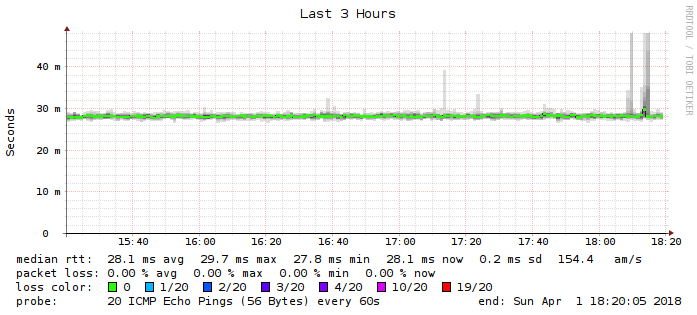 Last 3 Hours
RRDTOOL / TOBI OETIKER
Seconds
40 m
30 m
20 m
10 m
0
15:40 16:00 16:20 16:40 17:00 17:20 17:40 18:00 18:20
median rtt: 28.1 ms avg 29.7 ms max 27.8 ms min 28.1 ms now 0.2 ms sd 154.4 am/s
packet loss: 0.00 % avg 0.00 % max 0.00 % min 0.00 % now
loss color: 0 1/20 2/20 3/20 4/20 10/20 19/20
probe: 20 ICMP Echo Pings (56 Bytes) every 60s end: Sun Apr 1 18:20:05 2018